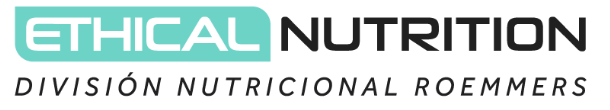 ETHICAL NUTRITION
DIVISIÓN NUTRICIONAL ROEMMERS